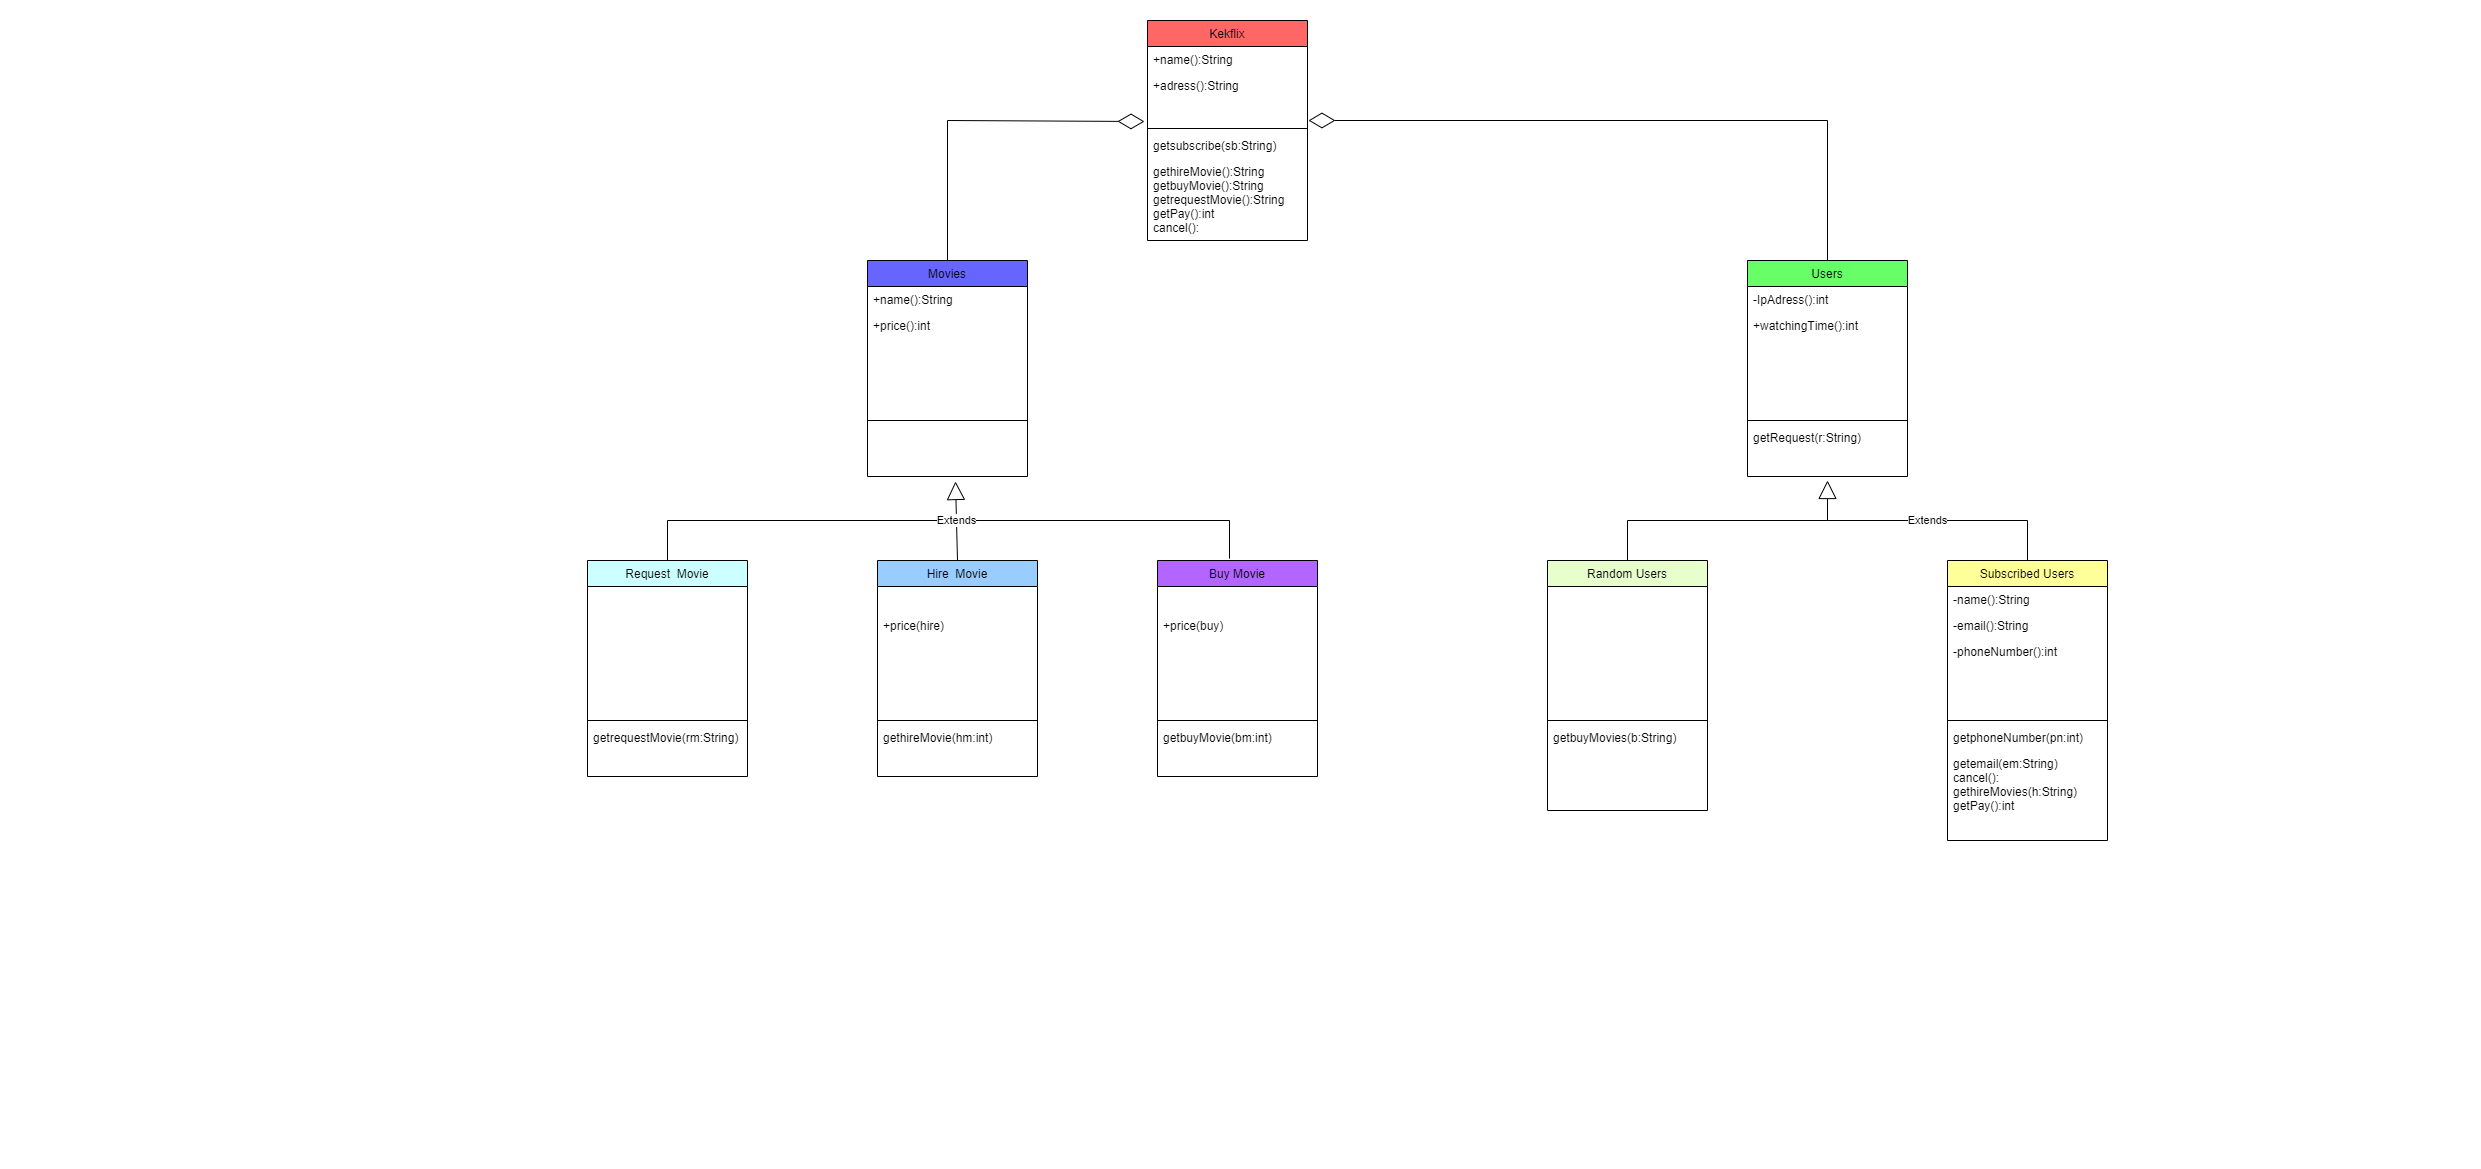 Kekflix
+name():String
+adress():String
getsubscribe(sb:String)
gethireMovie():String
getbuyMovie():String
getrequestMovie():String
getPay():int
cancel():
Movies
+name():String
+price():int
Users
-IpAdress():int
+watchingTime():int
getRequest(r:String)
Extends
Extends
Request  Movie
getrequestMovie(rm:String)
Hire  Movie
+price(hire)
gethireMovie(hm:int)
Buy Movie
+price(buy)
getbuyMovie(bm:int)
Random Users
getbuyMovies(b:String)
Subscribed Users
-name():String
-email():String
-phoneNumber():int
getphoneNumber(pn:int)
getemail(em:String)
cancel():
gethireMovies(h:String)
getPay():int